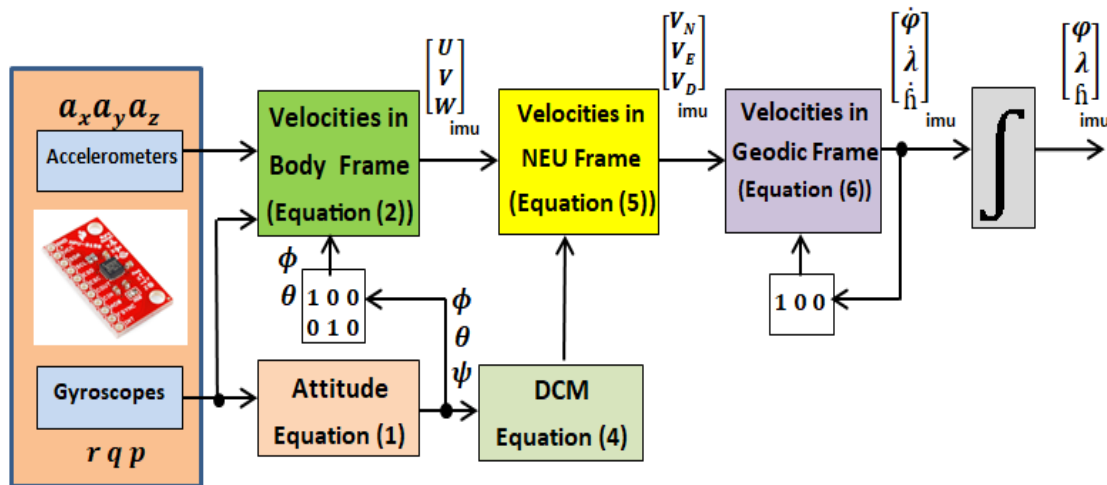 a_x a_y a_z
Accelerometers
Gyroscopes
r q p
Velocities in
Body Frame
(Equation (2))
ϕ
θ
1 0 0
0 1 0
Attitude
Equation (1)
ϕ
θ
ψ
[U
V
W]imu
Velocities in
NEU Frame
(Equation (5))
DCM
Equation (4)
[V_N
V_E
V_D]imu
Velocities in
Geodic Frame
(Equation (6))
1 0 0
[φ̇
λ̇
ɦ̇]imu
∫
[φ
λ
ɦ]imu